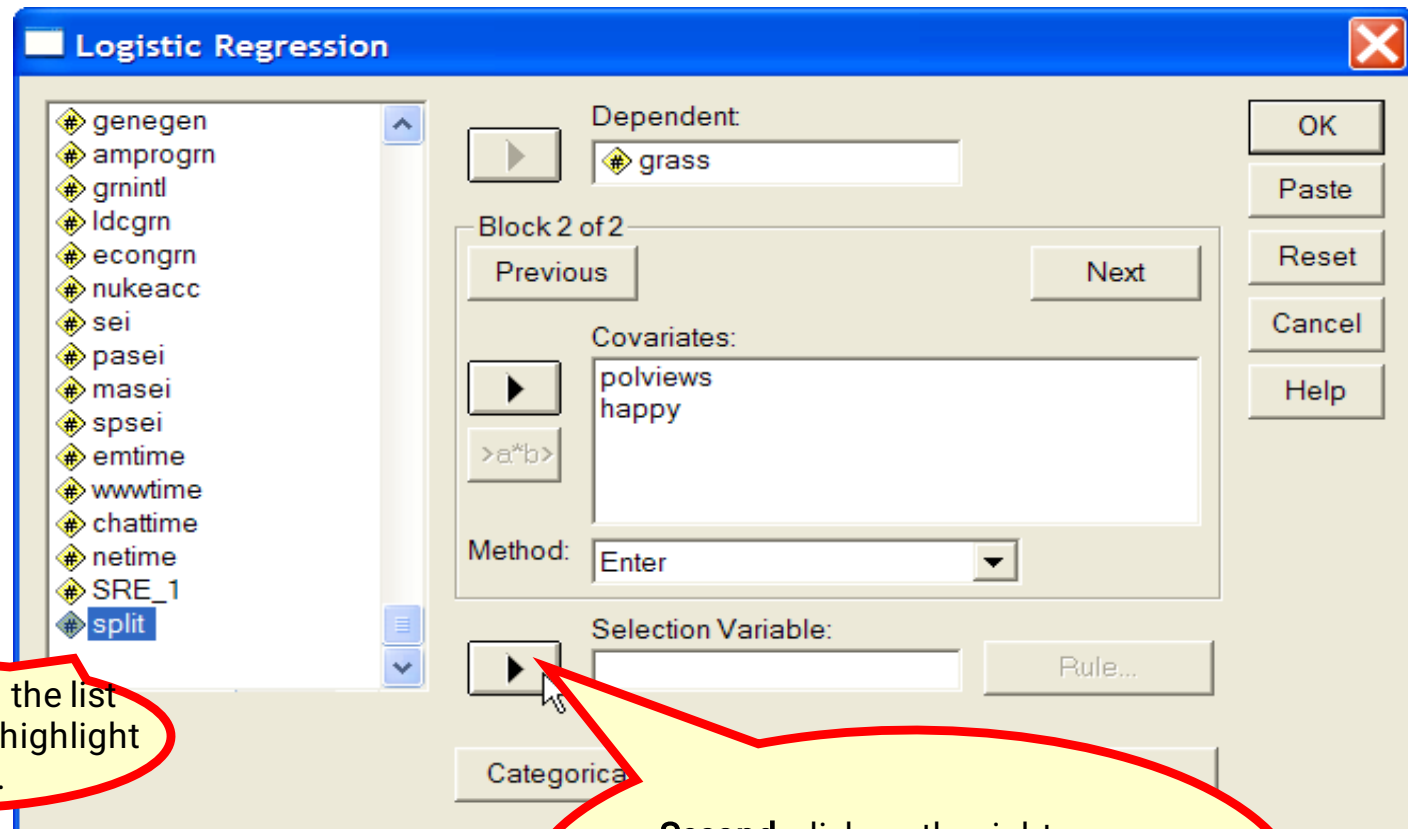 Logistic Regression
genegen
amprogrn
grnintl
ldcgrn
econgrn
nukeacc
sei
pasei
masei
spsei
emtime
wwwtime
chattime
netime
SRE_1
split
Dependent:
grass
Block 2 of 2
Previous
Next
Covariates:
polviews
happy
>a*b>
Method:
Enter
Selection Variable:
Rule...
OK
Paste
Reset
Cancel
Help
the list
highlight
.
Categorica